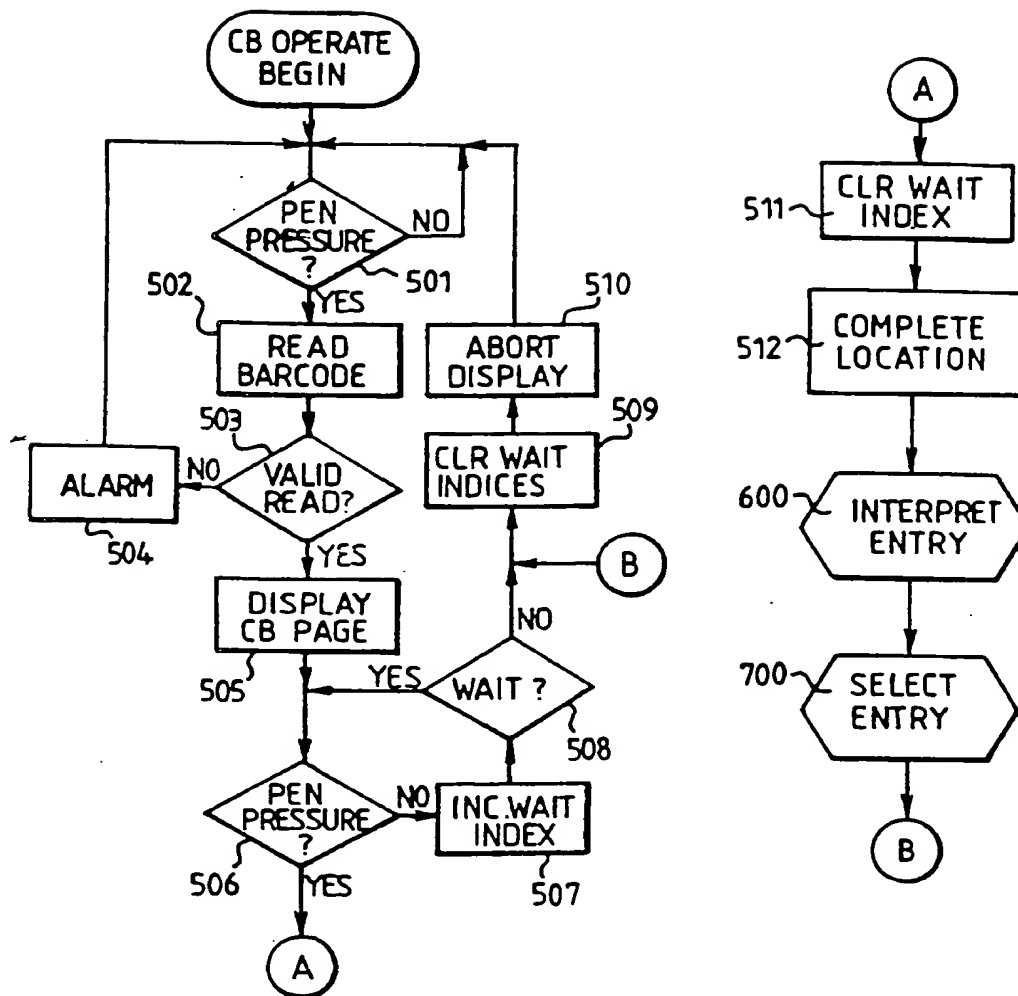 CB OPERATE
BEGIN
PEN
PRESSURE
?
NO
501
YES
502
READ
BARCODE
503
VALID
READ?
NO
ALARM
504
YES
DISPLAY
CB PAGE
505
PEN
PRESSURE
?
506
NO
YES
A
INC.WAIT
INDEX
507
WAIT ?
508
YES
NO
B
CLR WAIT
INDICES
509
ABORT
DISPLAY
510
A
CLR WAIT
INDEX
511
COMPLETE
LOCATION
512
INTERPRET
ENTRY
600
SELECT
ENTRY
700
B